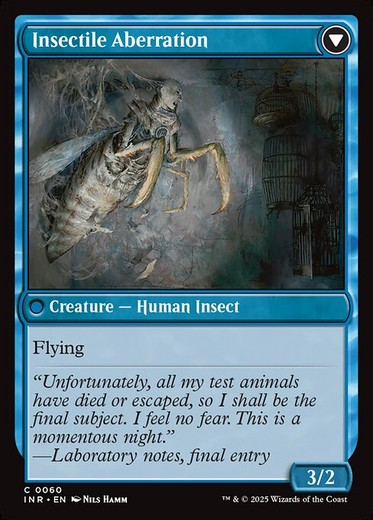 Insectile Aberration
Creature — Human Insect
Flying
“Unfortunately, all my test animals
have died or escaped, so I shall be the
final subject. I feel no fear. This is a
momentous night.”
—Laboratory notes, final entry
3/2
C 0060
INR • EN Nils Hamm
™ & © 2025 Wizards of the Coast